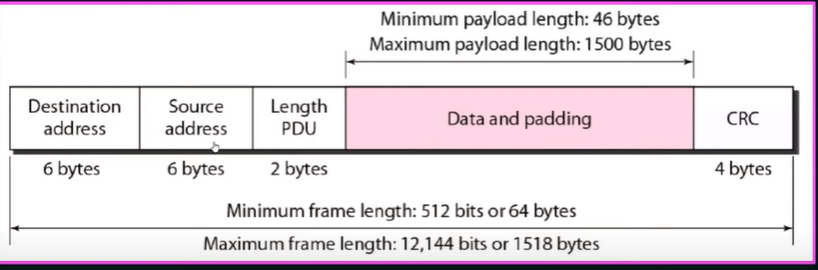 Minimum payload length: 46 bytes
Maximum payload length: 1500 bytes
Destination address
Source address
Length PDU
Data and padding
CRC
6 bytes
6 bytes
2 bytes
4 bytes
Minimum frame length: 512 bits or 64 bytes
Maximum frame length: 12,144 bits or 1518 bytes